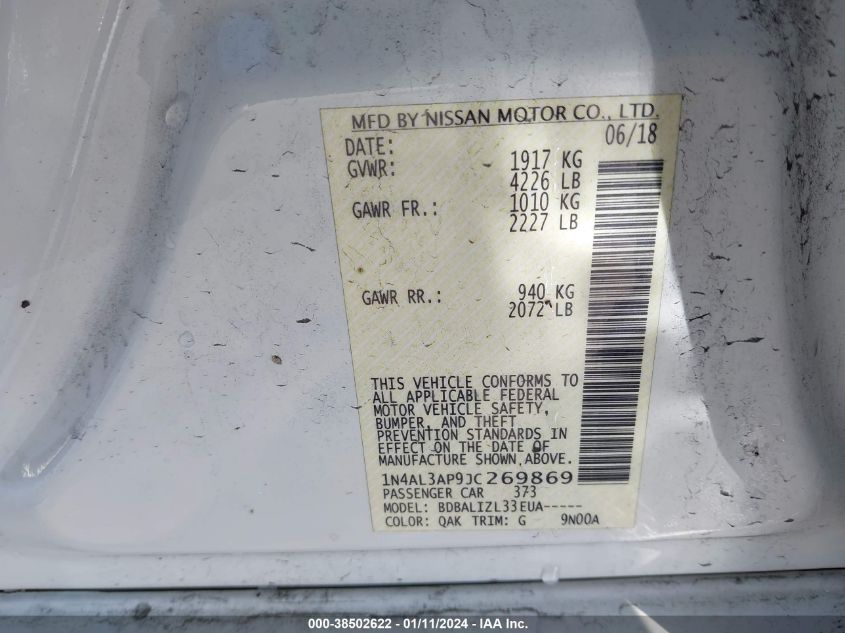 MFD BY NISSAN MOTOR CO., LTD.
DATE: 06/18
GVWR: 1917 KG
4226 LB
GAWR FR.: 1010 KG
2227 LB
GAWR RR.: 940 KG
2072 LB
THIS VEHICLE CONFORMS TO
ALL APPLICABLE FEDERAL
MOTOR VEHICLE SAFETY,
BUMPER, AND THEFT
PREVENTION STANDARDS IN
EFFECT ON THE DATE OF
MANUFACTURE SHOWN ABOVE.
1N4AL3AP9JC269869
PASSENGER CAR 373
MODEL: BDBALIZL33EUA-----
COLOR: QAK TRIM: G 9N00A
000-38502622 - 01/11/2024 - IAA Inc.